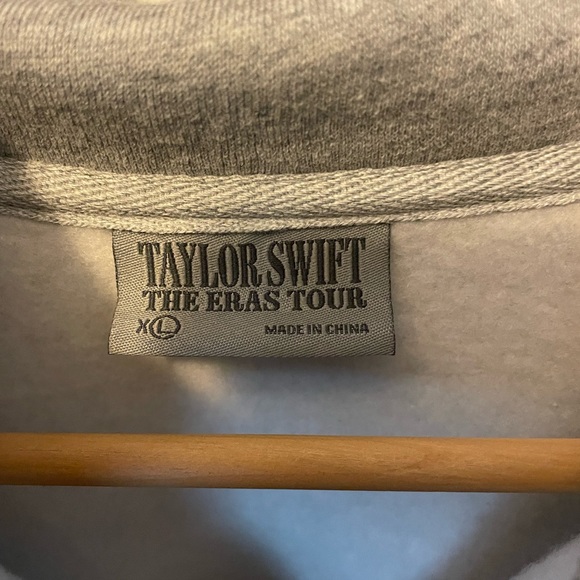 TAYLOR SWIFT
THE ERAS TOUR
XL MADE IN CHINA